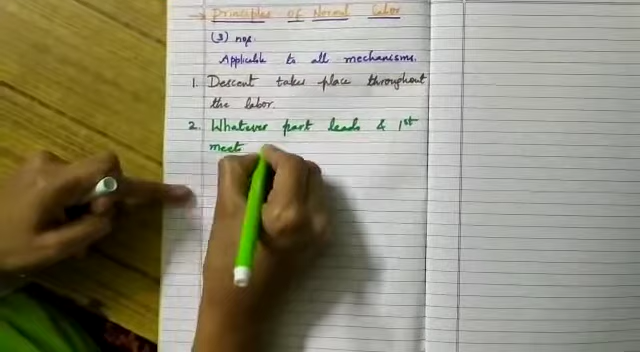 → Principles of Normal Labor
(3) nos.
Applicable to all mechanisms.
1. Descent takes place throughout
the labor.
2. Whatever part leads & 1st
meets